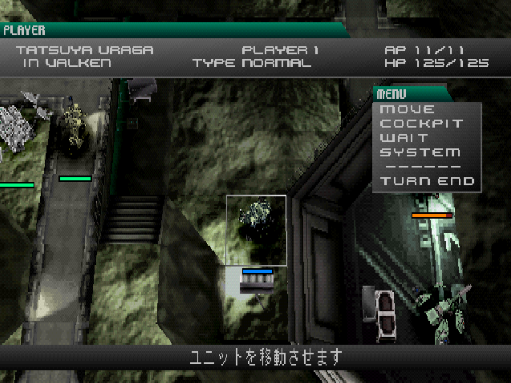 PLAYER
TATSUYA URAGA PLAYER 1 AP 11/11
IN VALKEN TYPE NORMAL HP 125/125
MENU
MOVE
COCKPIT
WAIT
SYSTEM
------
TURN END
ユニットを移動させます